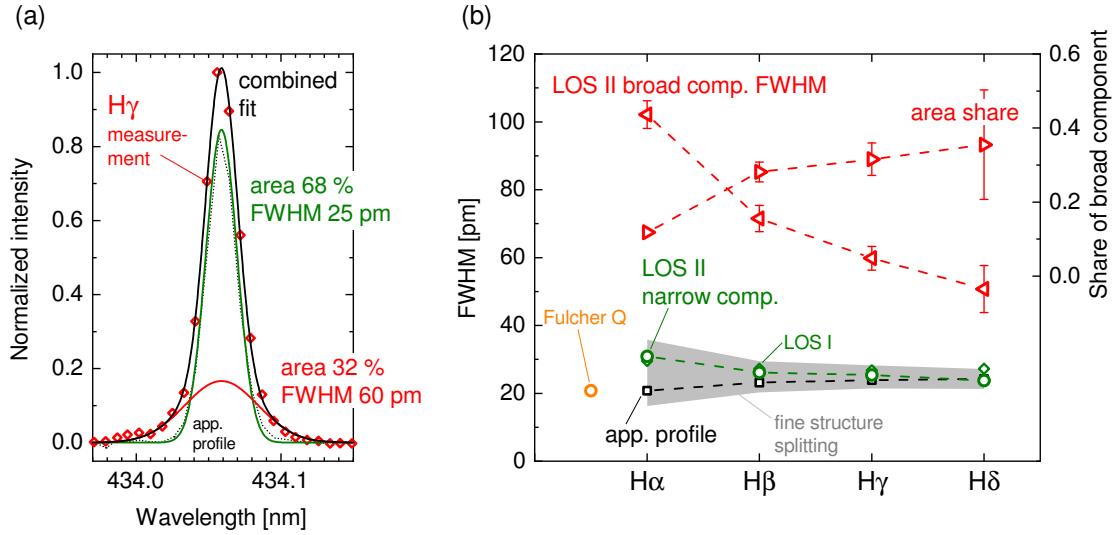 (a)
(b)
1.0
0.8
0.6
0.4
0.2
0.0
Normalized intensity
434.0
434.1
Wavelength [nm]
Hγ
measure-
ment
combined
fit
area 68 %
FWHM 25 pm
area 32 %
FWHM 60 pm
app.
profile
120
100
80
60
40
20
0
FWHM [pm]
Hα
Hβ
Hγ
Hδ
0.6
0.4
0.2
0.0
Share of broad component
LOS II broad comp. FWHM
area share
LOS II
narrow comp.
Fulcher Q
LOS I
app. profile
fine structure
splitting